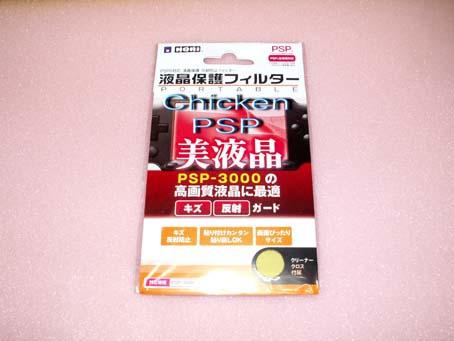 HORI
PSP
液晶保護フィルター
PORTABLE
Chicken
PSP
美液晶
PSP-3000の
高画質液晶に最適
キズ 反射 ガード
キズ
反射防止
貼り付けカンタン
貼り直しOK
画面ぴったり
サイズ
クリーナー
クロス
付属